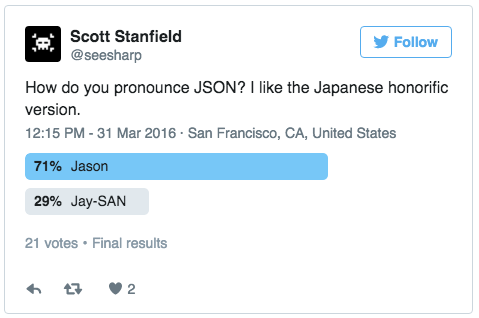 Scott Stanfield
@seesharp
Follow
How do you pronounce JSON? I like the Japanese honorific
version.
12:15 PM - 31 Mar 2016 · San Francisco, CA, United States
71% Jason
29% Jay-SAN
21 votes • Final results
2